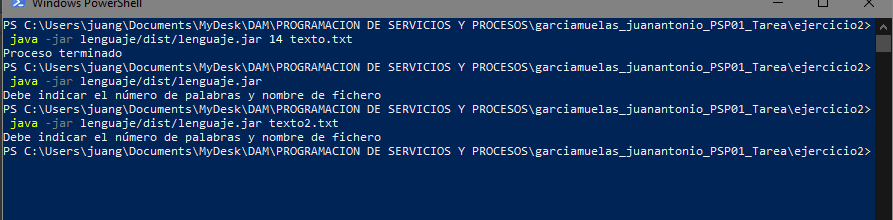 Windows PowerShell
PS C:\Users\juang\Documents\MyDesk\DAM\PROGRAMACION DE SERVICIOS Y PROCESOS\garciamuelas_juanantonio_PSP01_Tarea\ejercicio2>
java -jar lenguaje/dist/lenguaje.jar 14 texto.txt
Proceso terminado
PS C:\Users\juang\Documents\MyDesk\DAM\PROGRAMACION DE SERVICIOS Y PROCESOS\garciamuelas_juanantonio_PSP01_Tarea\ejercicio2>
java -jar lenguaje/dist/lenguaje.jar
Debe indicar el número de palabras y nombre de fichero
PS C:\Users\juang\Documents\MyDesk\DAM\PROGRAMACION DE SERVICIOS Y PROCESOS\garciamuelas_juanantonio_PSP01_Tarea\ejercicio2>
java -jar lenguaje/dist/lenguaje.jar texto2.txt
Debe indicar el número de palabras y nombre de fichero
PS C:\Users\juang\Documents\MyDesk\DAM\PROGRAMACION DE SERVICIOS Y PROCESOS\garciamuelas_juanantonio_PSP01_Tarea\ejercicio2>